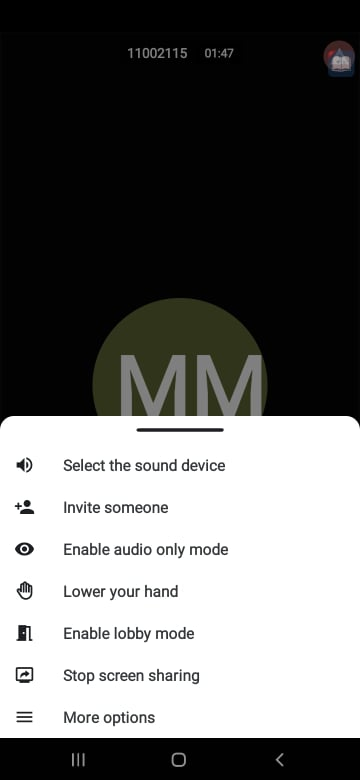 11002115 01:47
MM
Select the sound device
Invite someone
Enable audio only mode
Lower your hand
Enable lobby mode
Stop screen sharing
More options